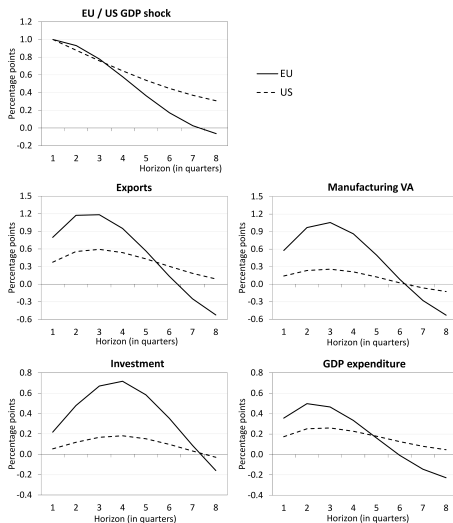 EU / US GDP shock
Percentage points
1.2
1.0
0.8
0.6
0.4
0.2
0.0
-0.2
1 2 3 4 5 6 7 8
Horizon (in quarters)
EU
US
Exports
Percentage points
1.5
1.2
0.9
0.6
0.3
0.0
-0.3
-0.6
1 2 3 4 5 6 7 8
Horizon (in quarters)
Manufacturing VA
Percentage points
1.5
1.2
0.9
0.6
0.3
0.0
-0.3
-0.6
1 2 3 4 5 6 7 8
Horizon (in quarters)
Investment
Percentage points
0.8
0.6
0.4
0.2
0.0
-0.2
-0.4
1 2 3 4 5 6 7 8
Horizon (in quarters)
GDP expenditure
Percentage points
0.8
0.6
0.4
0.2
0.0
-0.2
-0.4
1 2 3 4 5 6 7 8
Horizon (in quarters)